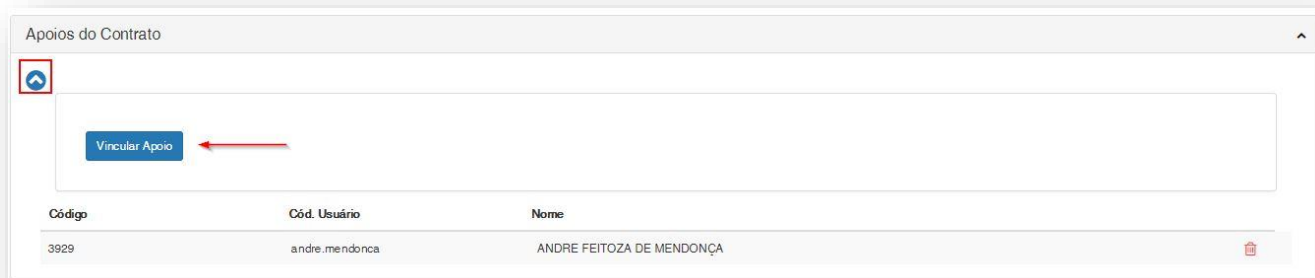 Apoios do Contrato
Vincular Apoio
Código Cód. Usuário Nome
3929 andre.mendonca ANDRE FEITOZA DE MENDONÇA